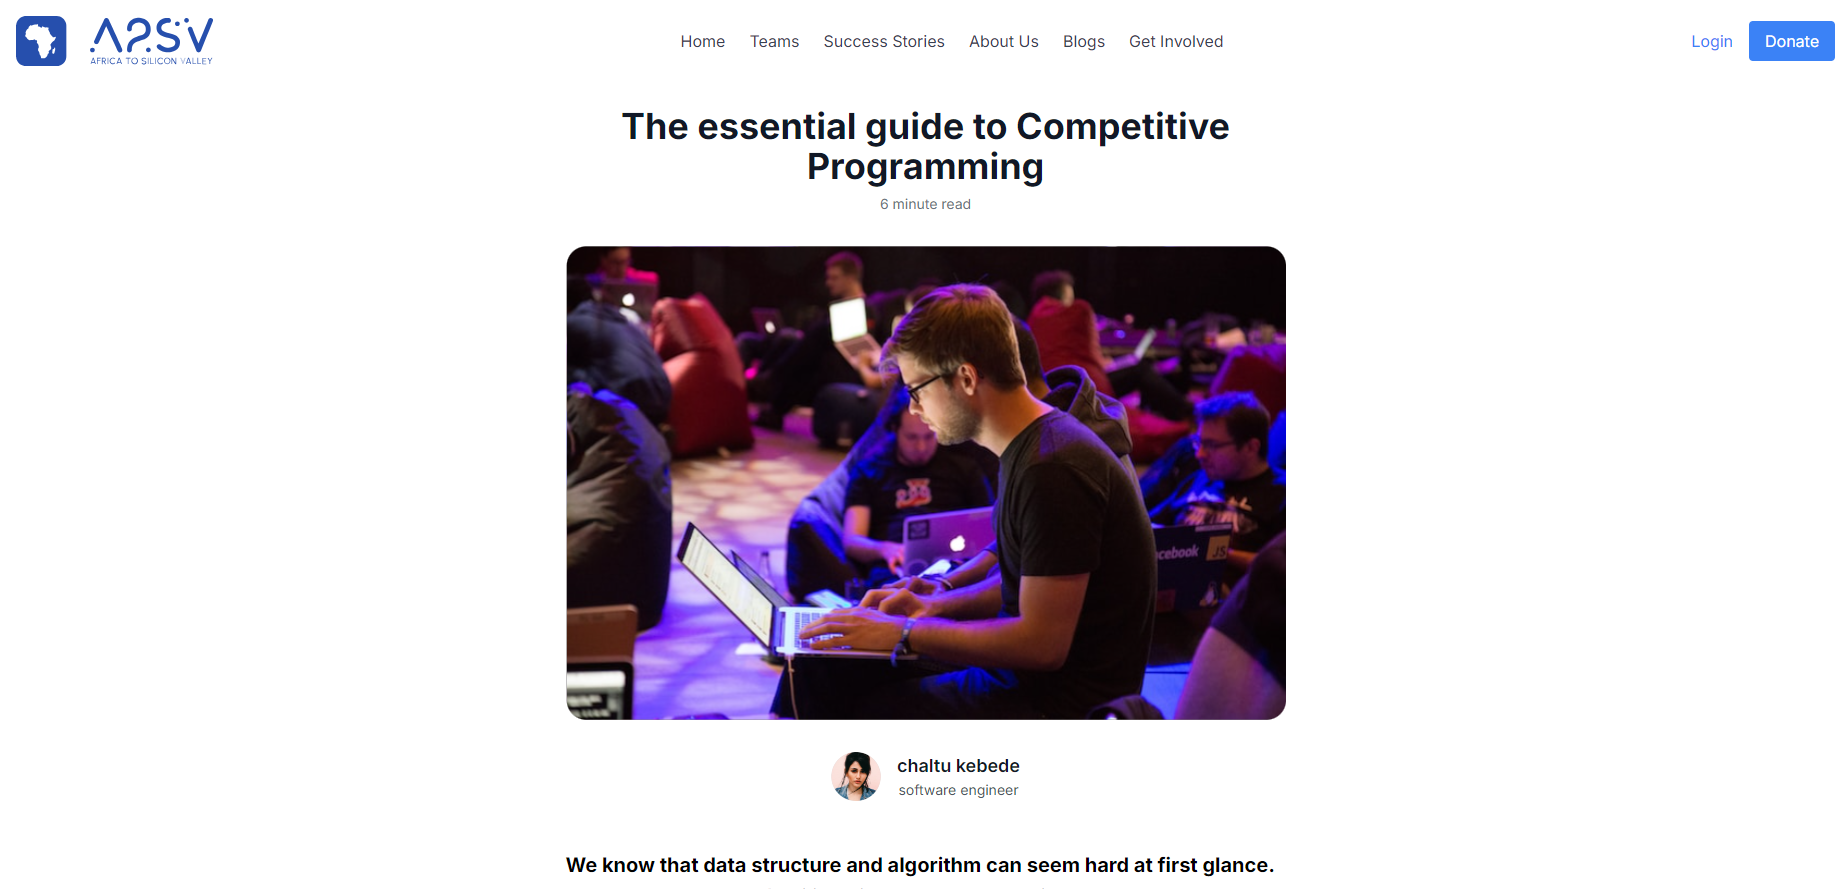 A2SV
AFRICA TO SILICON VALLEY
Home Teams Success Stories About Us Blogs Get Involved
Login Donate
The essential guide to Competitive
Programming
6 minute read
cebook JS
chaltu kebede
software engineer
We know that data structure and algorithm can seem hard at first glance.